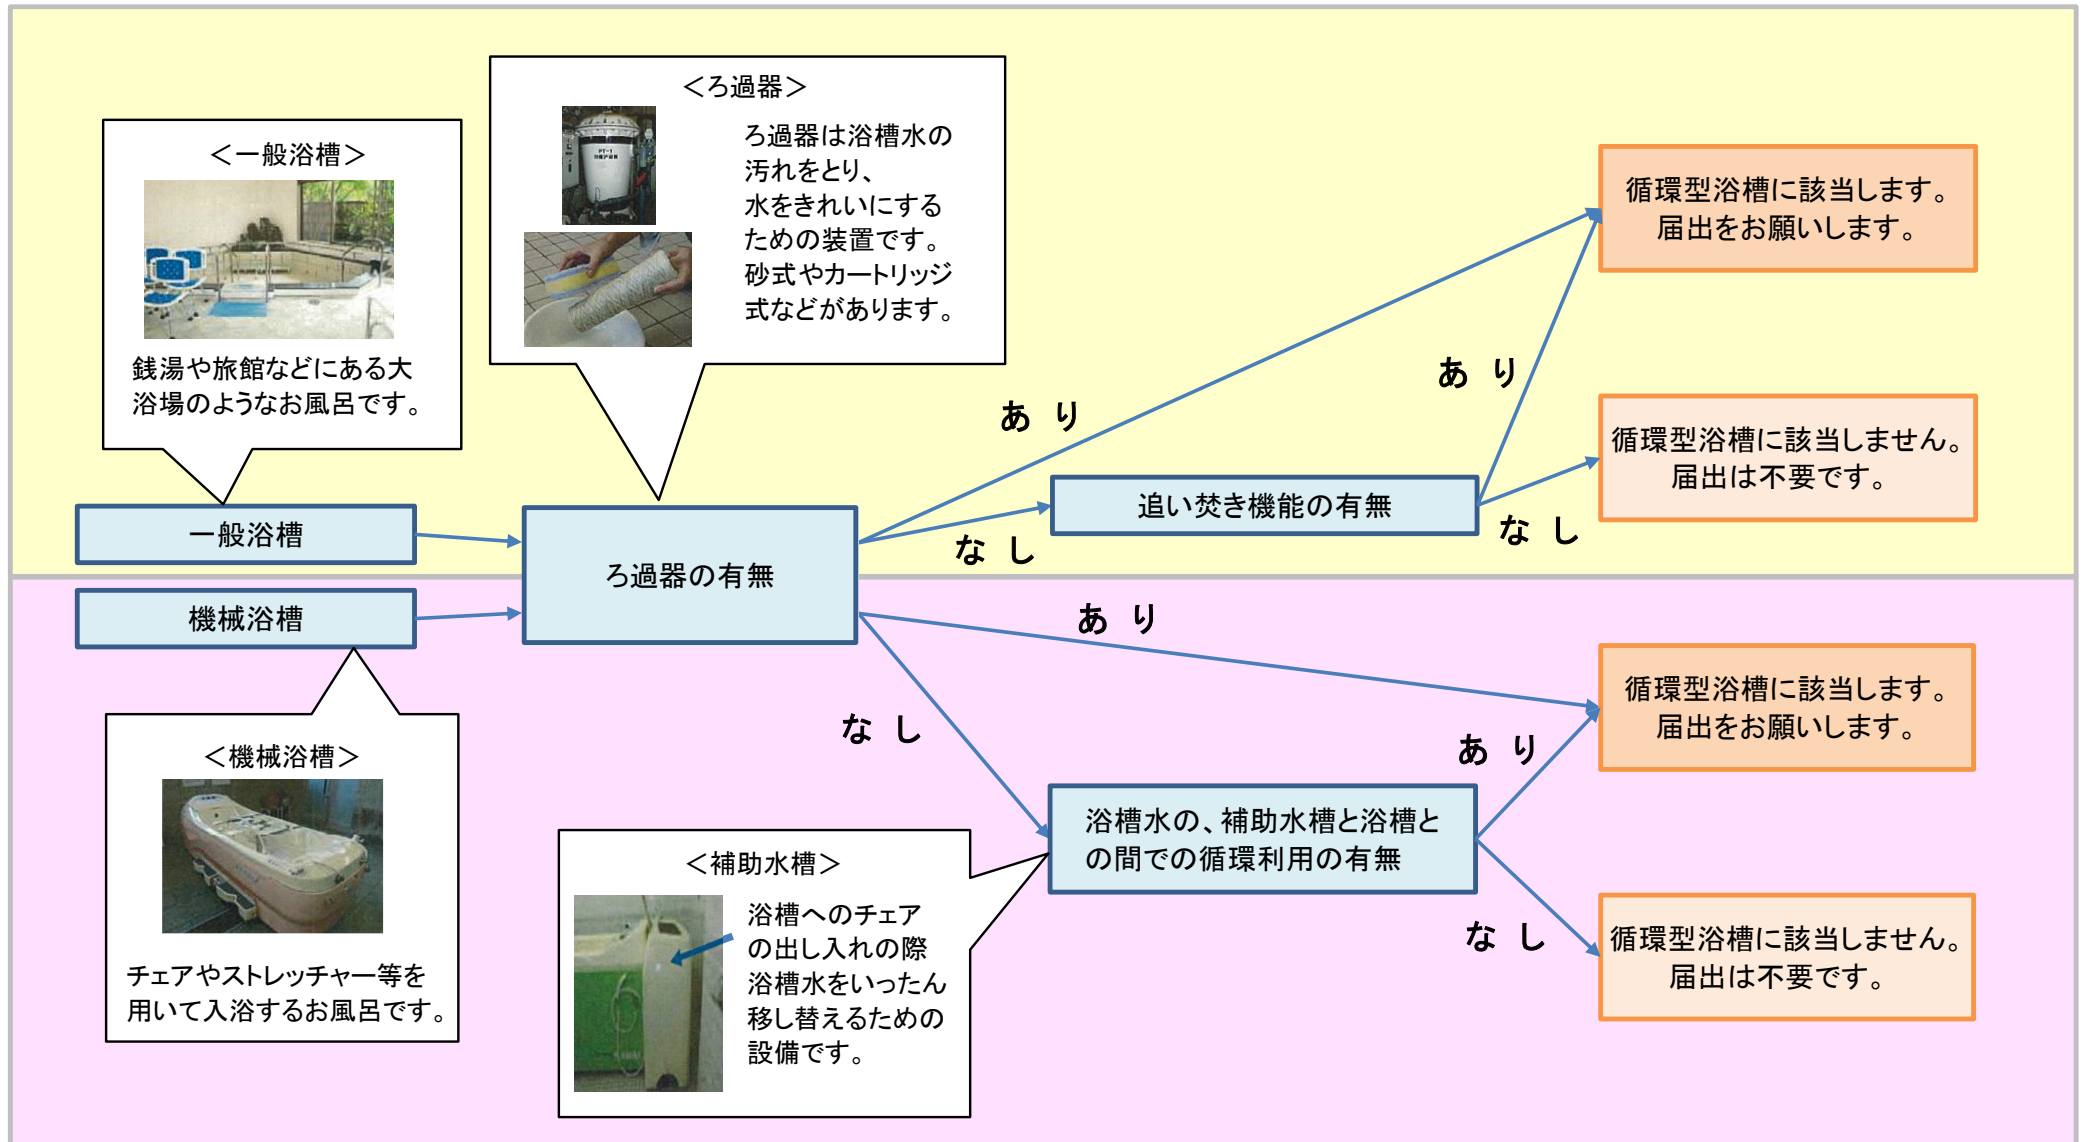 ＜ろ過器＞
ろ過器は浴槽水の
汚れをとり、
水をきれいにする
ための装置です。
砂式やカートリッジ
式などがあります。
＜一般浴槽＞
銭湯や旅館などにある大
浴場のようなお風呂です。
一般浴槽
機械浴槽
ろ過器の有無
あり
なし
追い焚き機能の有無
あり
なし
循環型浴槽に該当します。
届出をお願いします。
循環型浴槽に該当しません。
届出は不要です。
＜機械浴槽＞
チェアやストレッチャー等を
用いて入浴するお風呂です。
あり
なし
＜補助水槽＞
浴槽へのチェア
の出し入れの際
浴槽水をいったん
移し替えるための
設備です。
浴槽水の、補助水槽と浴槽と
の間での循環利用の有無
あり
なし
循環型浴槽に該当します。
届出をお願いします。
循環型浴槽に該当しません。
届出は不要です。